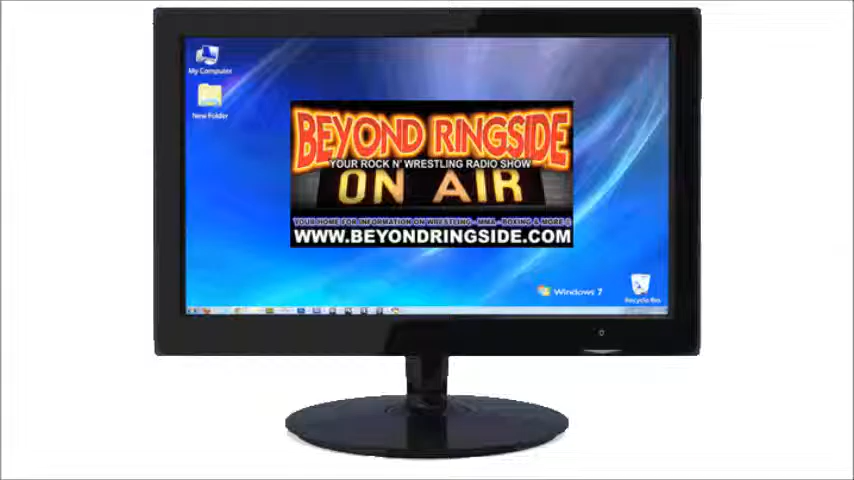 My Computer
New Folder
BEYOND RINGSIDE
YOUR ROCK N' WRESTLING RADIO SHOW
ON AIR
YOUR HOME FOR INFORMATION ON WRESTLING - MMA - BOXING & MORE
WWW.BEYONDRINGSIDE.COM
Windows 7
Recycle Bin